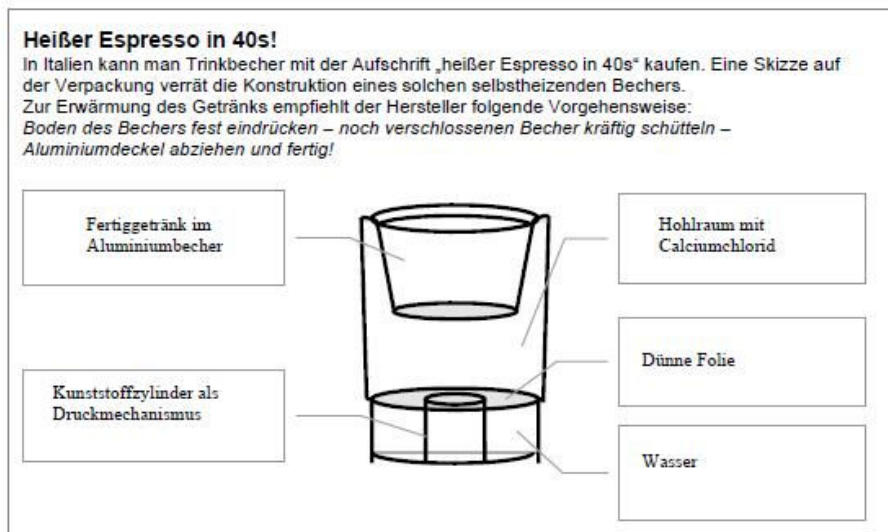 Heißer Espresso in 40s!
In Italien kann man Trinkbecher mit der Aufschrift „heißer Espresso in 40s“ kaufen. Eine Skizze auf
der Verpackung verrät die Konstruktion eines solchen selbstheizenden Bechers.
Zur Erwärmung des Getränks empfiehlt der Hersteller folgende Vorgehensweise:
Boden des Bechers fest eindrücken – noch verschlossenen Becher kräftig schütteln –
Aluminiumdeckel abziehen und fertig!
Fertiggetränk im
Aluminiumbecher
Hohlraum mit
Calciumchlorid
Dünne Folie
Kunststoffzylinder als
Druckmechanismus
Wasser